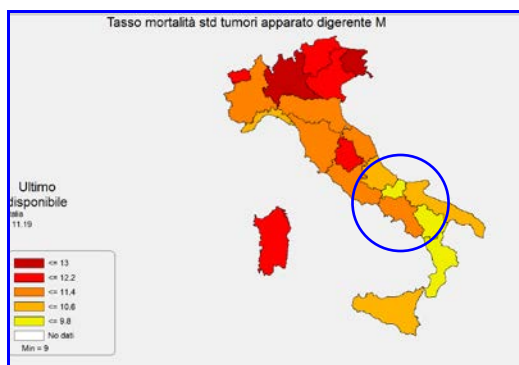 Tasso mortalità std tumori apparato digerente M
Ultimo
disponibile
Italia
11.19
<= 13
<= 12.2
<= 11.4
<= 10.6
<= 9.8
No dati
Min = 9